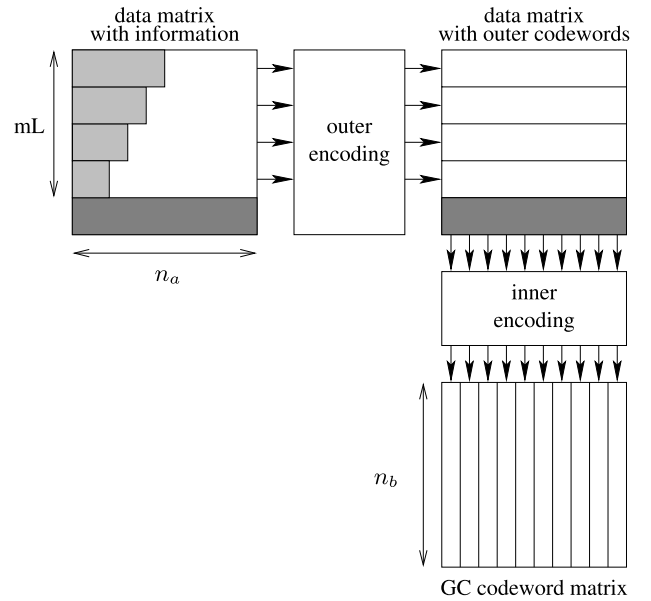 data matrix
with information
data matrix
with outer codewords
mL
outer
encoding
n_a
inner
encoding
n_b
GC codeword matrix